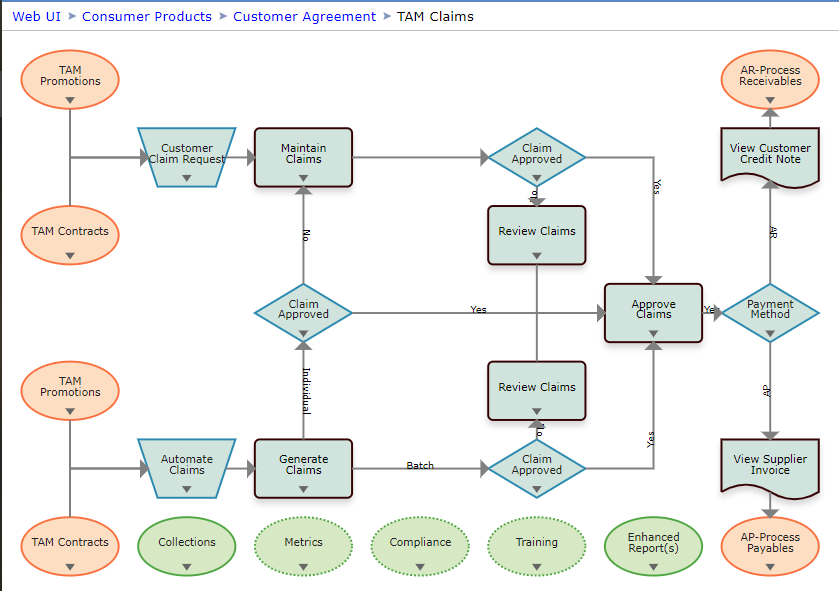 Web UI ➤ Consumer Products ➤ Customer Agreement ➤ TAM Claims
TAM
Promotions
AR-Process
Receivables
Customer
Claim Request
Maintain
Claims
Claim
Approved
View Customer
Credit Note
Yes
TAM Contracts
No
Review Claims
AR
Claim
Approved
Yes
Approve
Claims
Payment
Method
TAM
Promotions
Individual
Review Claims
AP
Yes
Automate
Claims
Generate
Claims
Batch
Claim
Approved
View Supplier
Invoice
TAM Contracts
Collections
Metrics
Compliance
Training
Enhanced
Report(s)
AP-Process
Payables